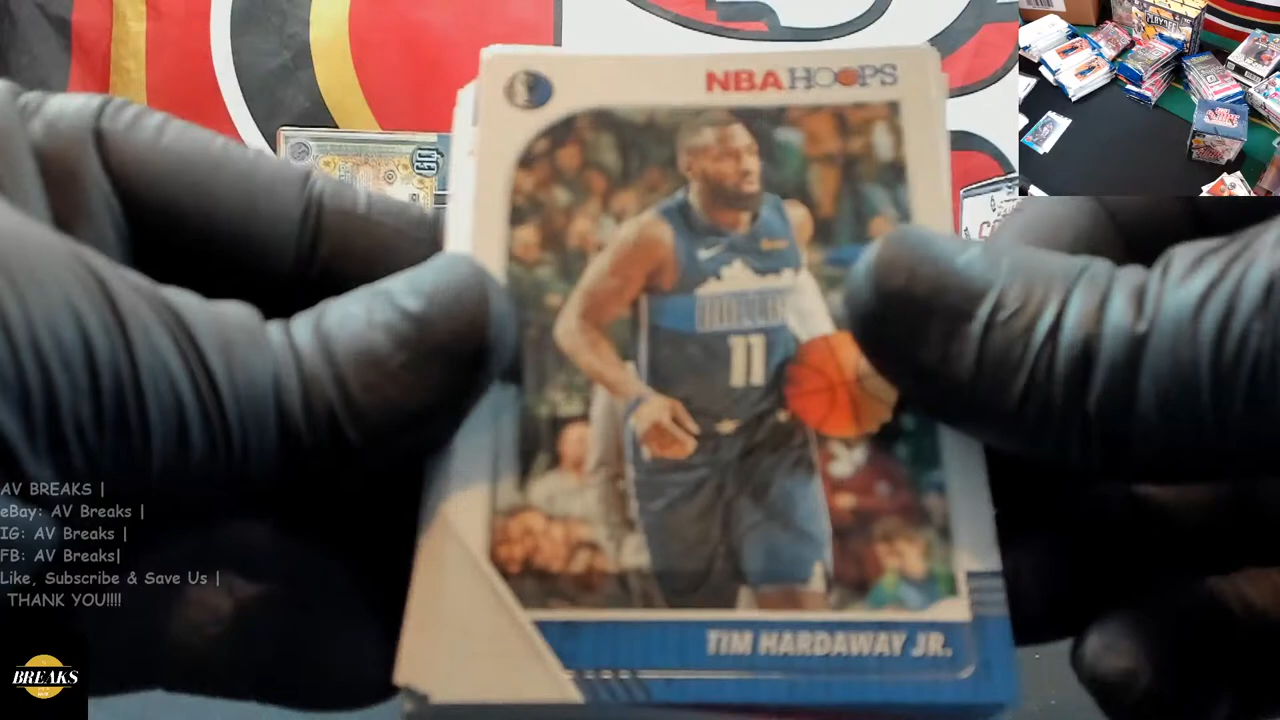 NBA HOOPS
11
TIM HARDAWAY JR.
PLAYOFF
AV BREAKS |
eBay: AV Breaks |
IG: AV Breaks |
FB: AV Breaks|
Like, Subscribe & Save Us |
THANK YOU!!!!
BREAKS